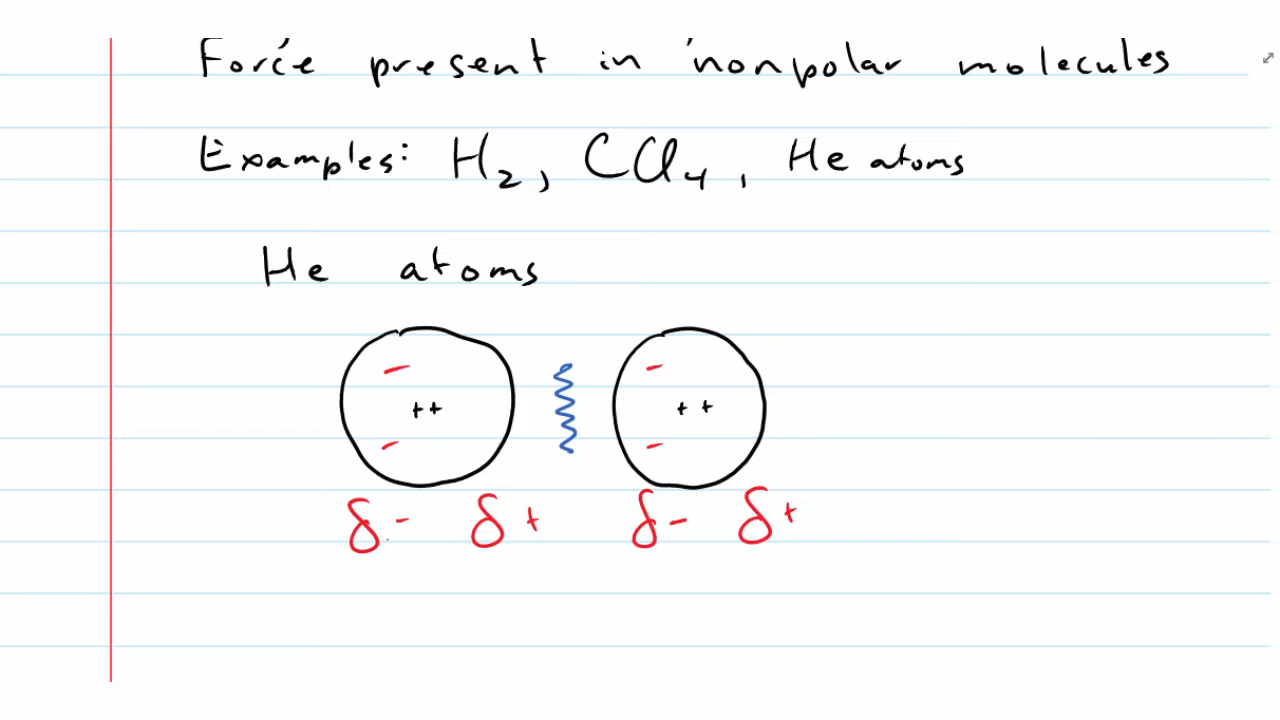 Force present in nonpolar molecules
Examples: H₂, CCl₄, He atoms
He atoms
- -
++ ++
- -
δ- δ+ δ- δ+